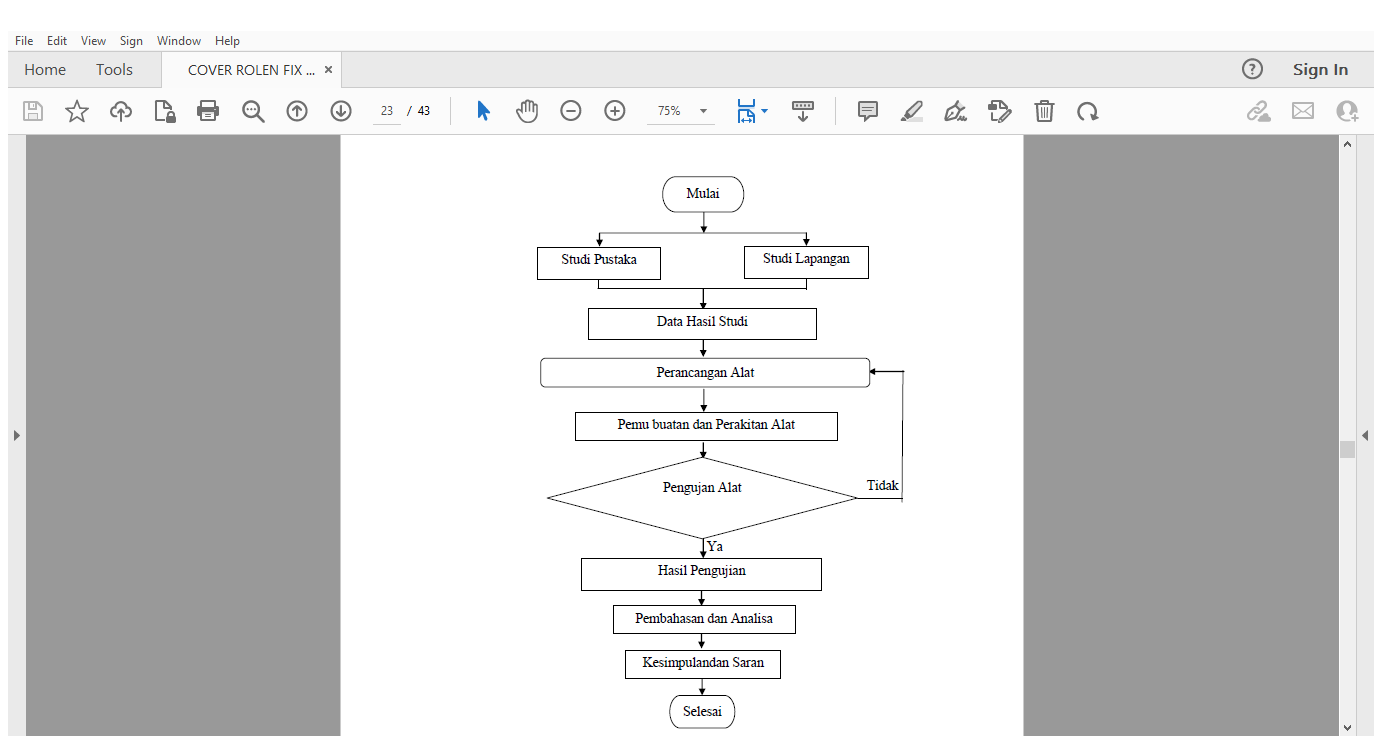 File Edit View Sign Window Help
Home Tools COVER ROLEN FIX ... × Sign In
23 / 43 75%
Mulai
Studi Pustaka Studi Lapangan
Data Hasil Studi
Perancangan Alat
Pemu buatan dan Perakitan Alat
Pengujan Alat Tidak
Ya
Hasil Pengujian
Pembahasan dan Analisa
Kesimpulandan Saran
Selesai